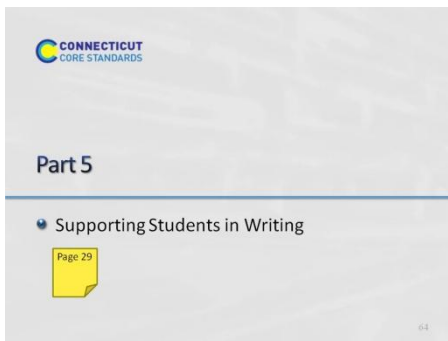 CONNECTICUT
CORE STANDARDS
Part 5
Supporting Students in Writing
Page 29
64